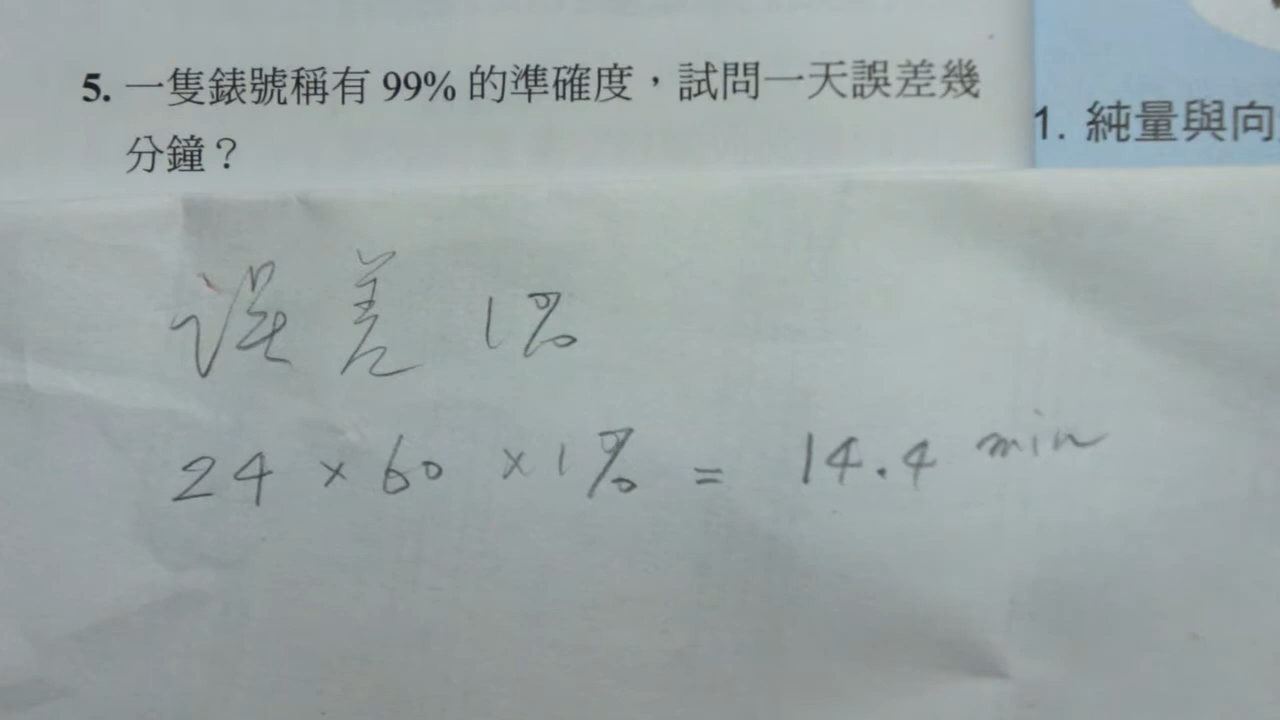 5. 一隻錶號稱有 99% 的準確度，試問一天誤差幾
分鐘？
1. 純量與向
誤差 1%
24 × 60 × 1% = 14.4 min